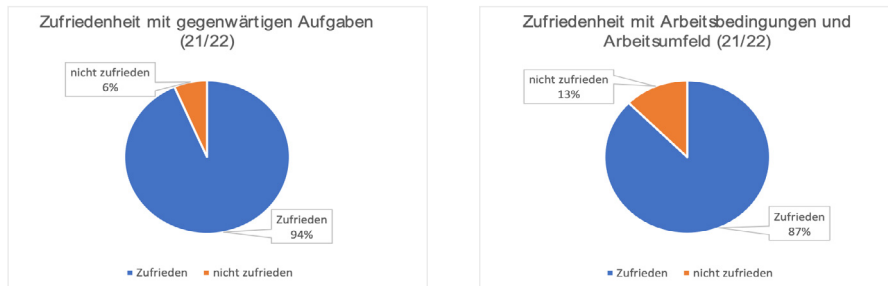 Zufriedenheit mit gegenwärtigen Aufgaben
(21/22)
nicht zufrieden
6%
Zufrieden
94%
Zufrieden nicht zufrieden
Zufriedenheit mit Arbeitsbedingungen und
Arbeitsumfeld (21/22)
nicht zufrieden
13%
Zufrieden
87%
Zufrieden nicht zufrieden